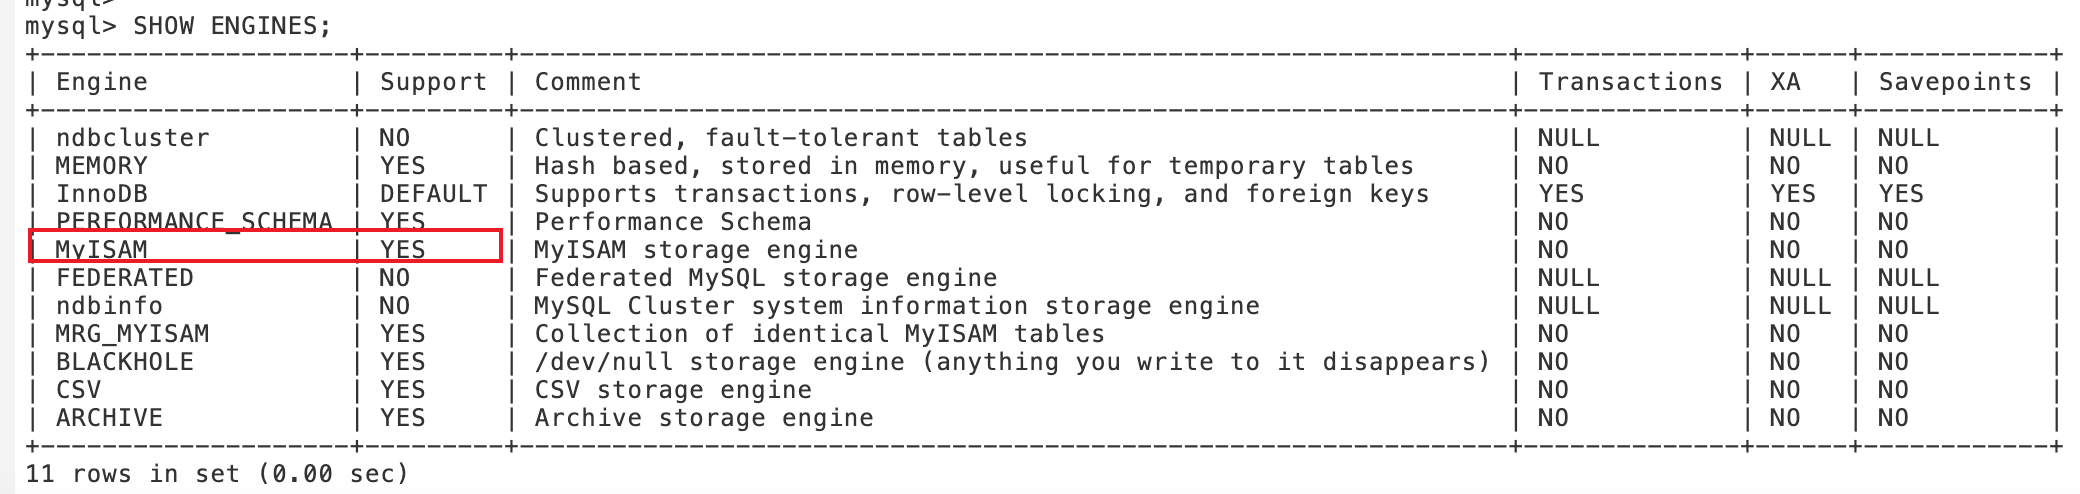 mysql>
mysql> SHOW ENGINES;
+--------------------+---------+----------------------------------------------------------------+--------------+------+------------+
| Engine             | Support | Comment                                                        | Transactions | XA   | Savepoints |
+--------------------+---------+----------------------------------------------------------------+--------------+------+------------+
| ndbcluster         | NO      | Clustered, fault-tolerant tables                               | NULL         | NULL | NULL       |
| MEMORY             | YES     | Hash based, stored in memory, useful for temporary tables      | NO           | NO   | NO         |
| InnoDB             | DEFAULT | Supports transactions, row-level locking, and foreign keys     | YES          | YES  | YES        |
| PERFORMANCE_SCHEMA | YES     | Performance Schema                                             | NO           | NO   | NO         |
| MyISAM             | YES     | MyISAM storage engine                                          | NO           | NO   | NO         |
| FEDERATED          | NO      | Federated MySQL storage engine                                 | NULL         | NULL | NULL       |
| ndbinfo            | NO      | MySQL Cluster system information storage engine                | NULL         | NULL | NULL       |
| MRG_MYISAM         | YES     | Collection of identical MyISAM tables                          | NO           | NO   | NO         |
| BLACKHOLE          | YES     | /dev/null storage engine (anything you write to it disappears) | NO           | NO   | NO         |
| CSV                | YES     | CSV storage engine                                             | NO           | NO   | NO         |
| ARCHIVE            | YES     | Archive storage engine                                         | NO           | NO   | NO         |
+--------------------+---------+----------------------------------------------------------------+--------------+------+------------+
11 rows in set (0.00 sec)